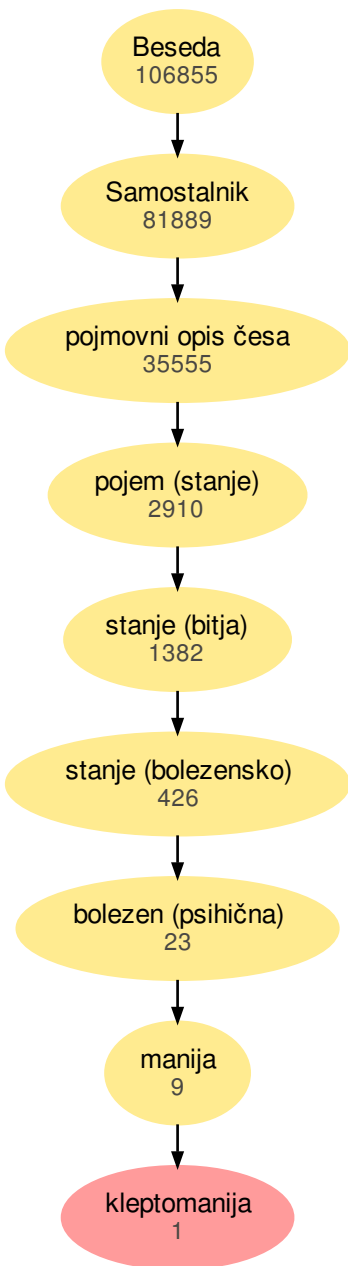 Beseda
106855
Samostalnik
81889
pojmovni opis česa
35555
pojem (stanje)
2910
stanje (bitja)
1382
stanje (bolezensko)
426
bolezen (psihična)
23
manija
9
kleptomanija
1